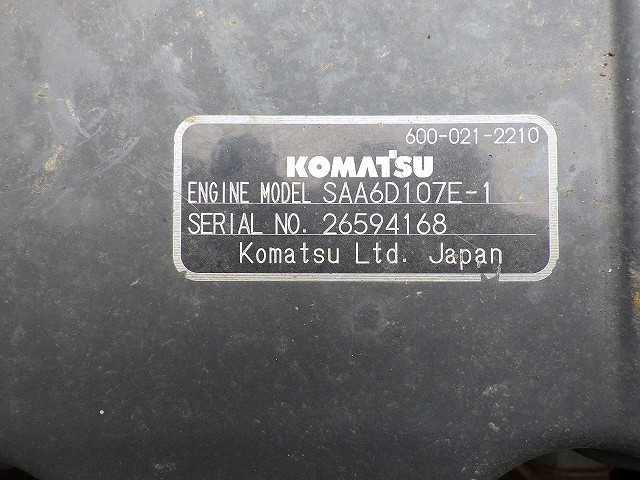 600-021-2210
KOMATSU
ENGINE MODEL SAA6D107E-1
SERIAL NO. 26594168
Komatsu Ltd. Japan